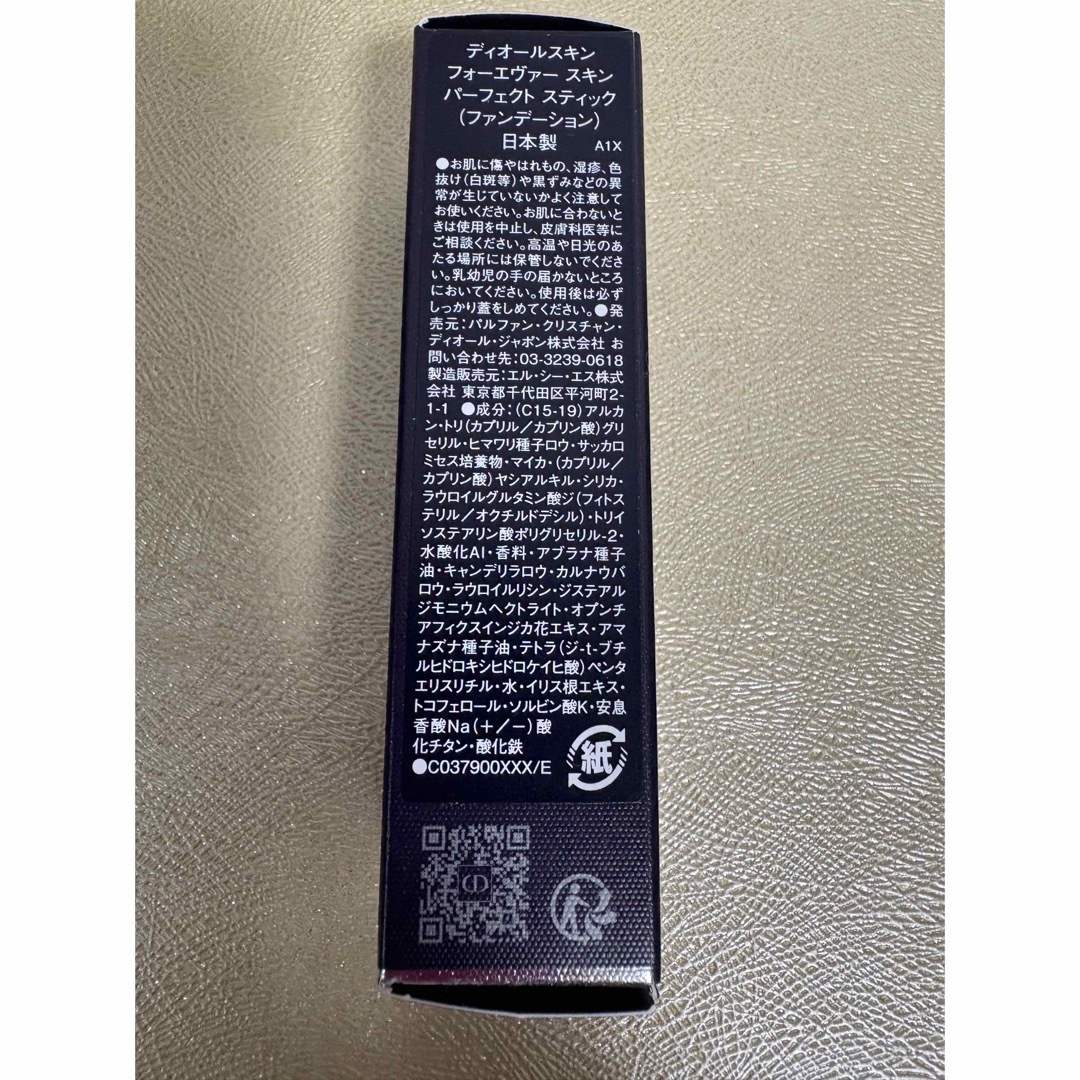 ディオールスキン
フォーエヴァー スキン
パーフェクト スティック
(ファンデーション)
日本製 A1X
●お肌に傷やはれもの、湿疹、色
抜け(白斑等)や黒ずみなどの異
常が生じていないかよく注意して
お使いください。お肌に合わないと
きは使用を中止し、皮膚科医等に
ご相談ください。高温や日光のあ
たる場所には保管しないでくださ
い。乳幼児の手の届かないところ
においてください。使用後は必ず
しっかり蓋をしめてください。●発
売元:パルファン・クリスチャン・
ディオール・ジャポン株式会社 お
問い合わせ先:03-3239-0618
製造販売元:エル・シー・エス株式
会社 東京都千代田区平河町2-
1-1 ●成分:(C15-19)アルカ
ン・トリ(カプリル/カプリン酸)グリ
セリル・ヒマワリ種子ロウ・サッカロ
ミセス培養物・マイカ・(カプリル/
カプリン酸)ヤシアルキル・シリカ・
ラウロイルグルタミン酸ジ(フィトス
テリル/オクチルドデシル)・トリイ
ソステアリン酸ポリグリセリル-2・
水酸化Al・香料・アブラナ種子
油・キャンデリラロウ・カルナウバ
ロウ・ラウロイルリシン・ジステアル
ジモニウムヘクトライト・オプンチ
アフィクスインジカ花エキス・アマ
ナズナ種子油・テトラ(ジ-t-ブチ
ルヒドロキシヒドロケイヒ酸)ペンタ
エリスリチル・水・イリス根エキス・
トコフェロール・ソルビン酸K・安息
香酸Na(+/-)酸
化チタン・酸化鉄
●C037900XXX/E
紙
CD